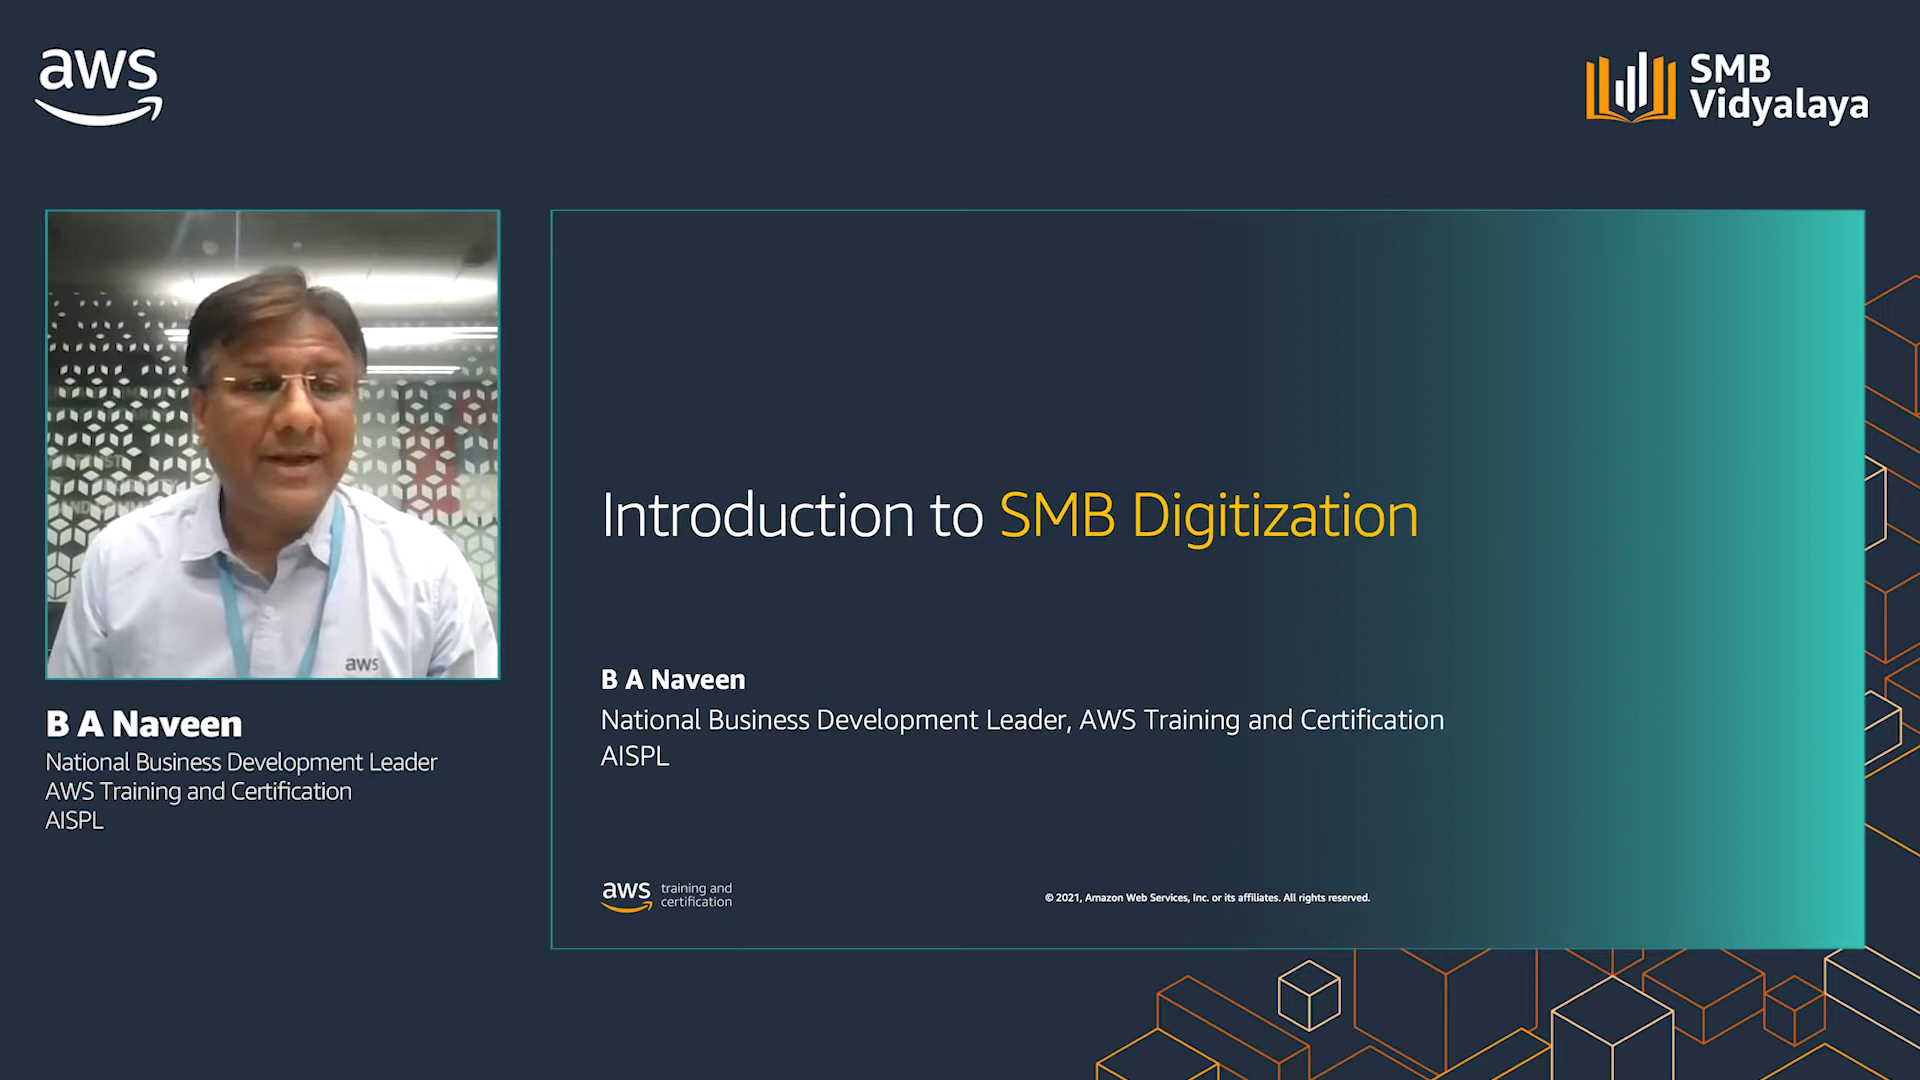 aws
SMB
Vidyalaya
aws
B A Naveen
National Business Development Leader
AWS Training and Certification
AISPL
Introduction to SMB Digitization
B A Naveen
National Business Development Leader, AWS Training and Certification
AISPL
aws training and
certification
© 2021, Amazon Web Services, Inc. or its affiliates. All rights reserved.